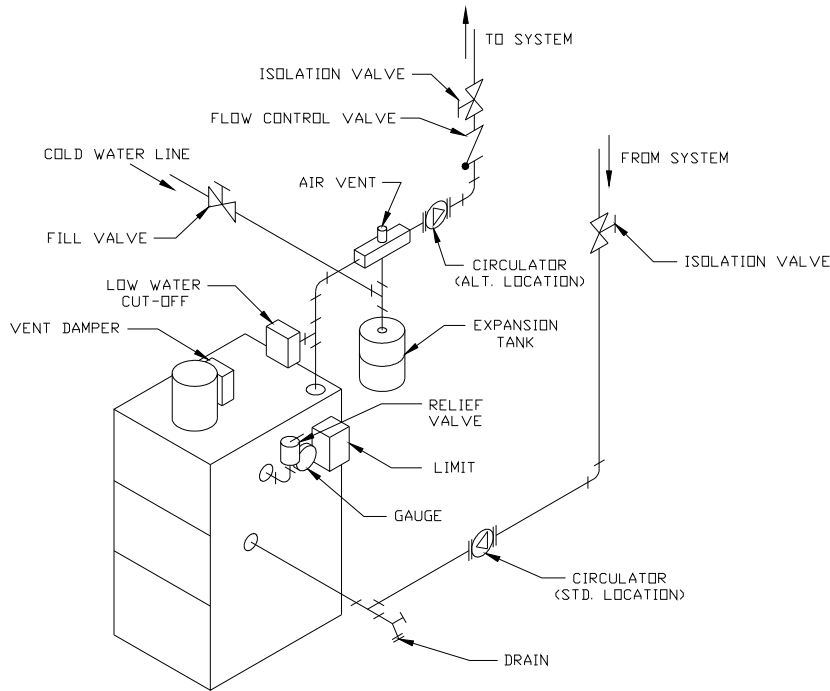 TO SYSTEM
ISOLATION VALVE
FLOW CONTROL VALVE
COLD WATER LINE
FROM SYSTEM
AIR VENT
FILL VALVE
CIRCULATOR
(ALT. LOCATION)
ISOLATION VALVE
LOW WATER
CUT-OFF
VENT DAMPER
EXPANSION
TANK
RELIEF
VALVE
LIMIT
GAUGE
CIRCULATOR
(STD. LOCATION)
DRAIN